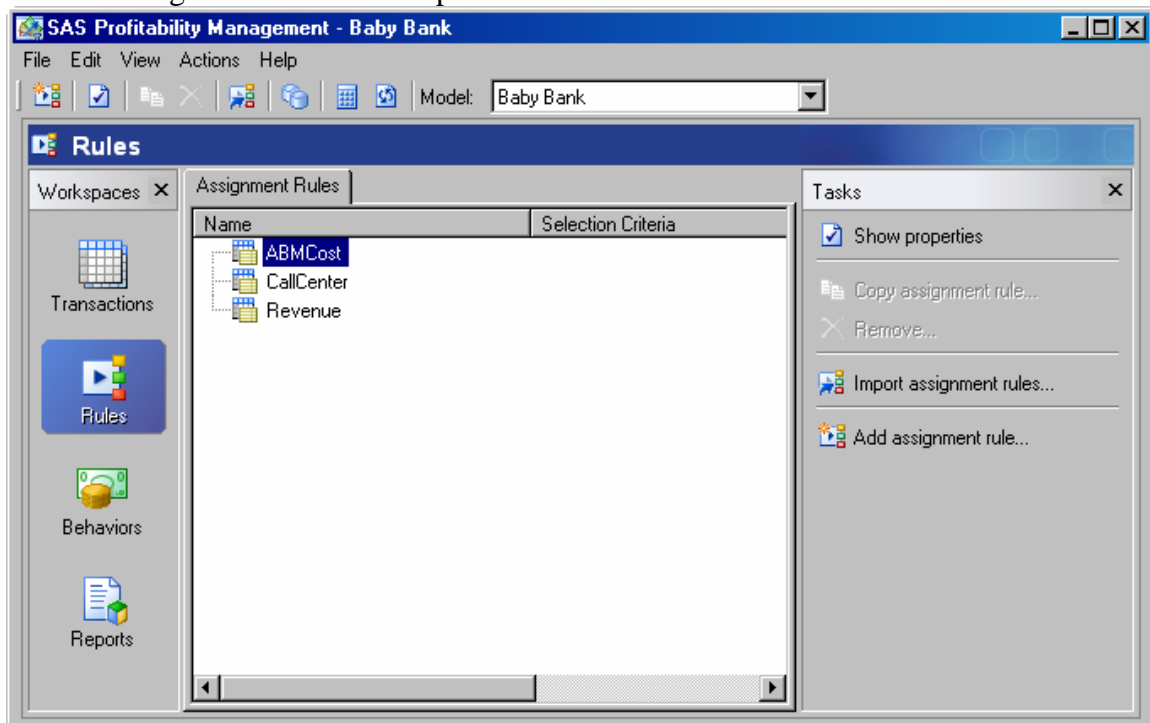 SAS Profitability Management - Baby Bank
File Edit View Actions Help
Model: Baby Bank
Rules
Workspaces
Transactions
Rules
Behaviors
Reports
Assignment Rules
Name Selection Criteria
ABMCost
CallCenter
Revenue
Tasks
Show properties
Copy assignment rule...
Remove...
Import assignment rules...
Add assignment rule...